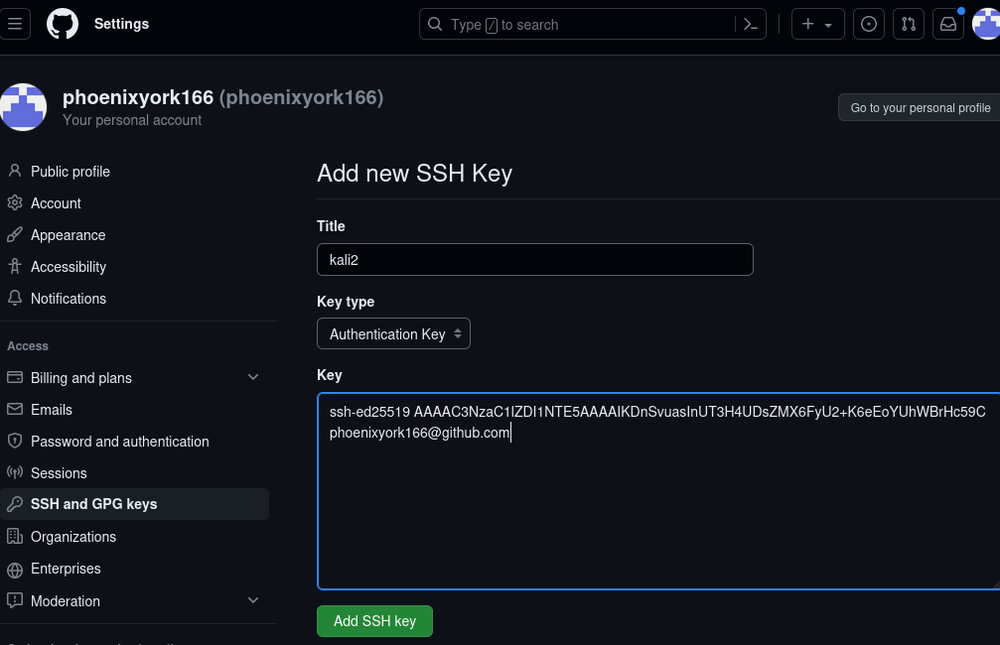 Settings
Type / to search
phoenixyork166 (phoenixyork166)
Your personal account
Go to your personal profile
Public profile
Account
Appearance
Accessibility
Notifications
Access
Billing and plans
Emails
Password and authentication
Sessions
SSH and GPG keys
Organizations
Enterprises
Moderation
Add new SSH Key
Title
kali2
Key type
Authentication Key
Key
ssh-ed25519 AAAAC3NzaC1lZDI1NTE5AAAAIKDnSvuasInUT3H4UDsZMX6FyU2+K6eEoYUhWBrHc59C
phoenixyork166@github.com
Add SSH key